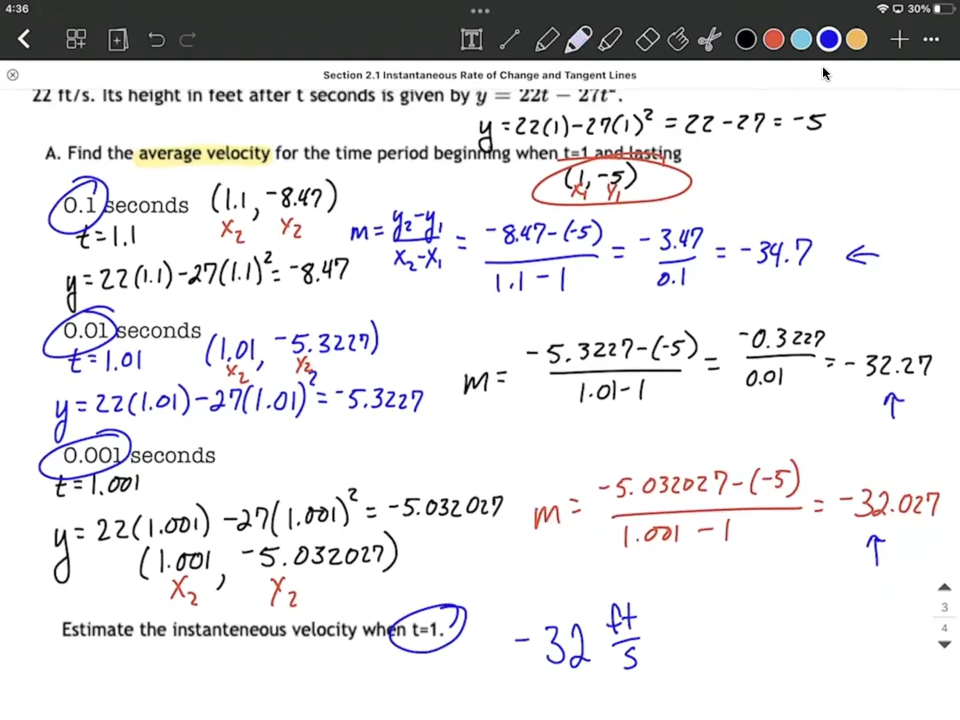 4:36
30%
Section 2.1 Instantaneous Rate of Change and Tangent Lines
22 ft/s. Its height in feet after t seconds is given by y = 22t − 27t².
y = 22(1) − 27(1)² = 22 − 27 = −5
A. Find the average velocity for the time period beginning when t=1 and lasting
(1, −5)
x₁ y₁
0.1 seconds (1.1, −8.47)
t = 1.1 x₂ y₂
m = y₂−y₁ / x₂−x₁ = −8.47−(−5) / 1.1−1 = −3.47 / 0.1 = −34.7 ←
y = 22(1.1) − 27(1.1)² = −8.47
0.01 seconds (1.01, −5.3227)
t = 1.01 x₂ y₂
m = −5.3227−(−5) / 1.01−1 = −0.3227 / 0.01 = −32.27
↑
y = 22(1.01) − 27(1.01)² = −5.3227
0.001 seconds
t = 1.001
m = −5.032027−(−5) / 1.001 − 1 = −32.027
↑
y = 22(1.001) − 27(1.001)² = −5.032027
(1.001, −5.032027)
x₂ y₂
3
4
Estimate the instanteneous velocity when t=1. −32 ft/s